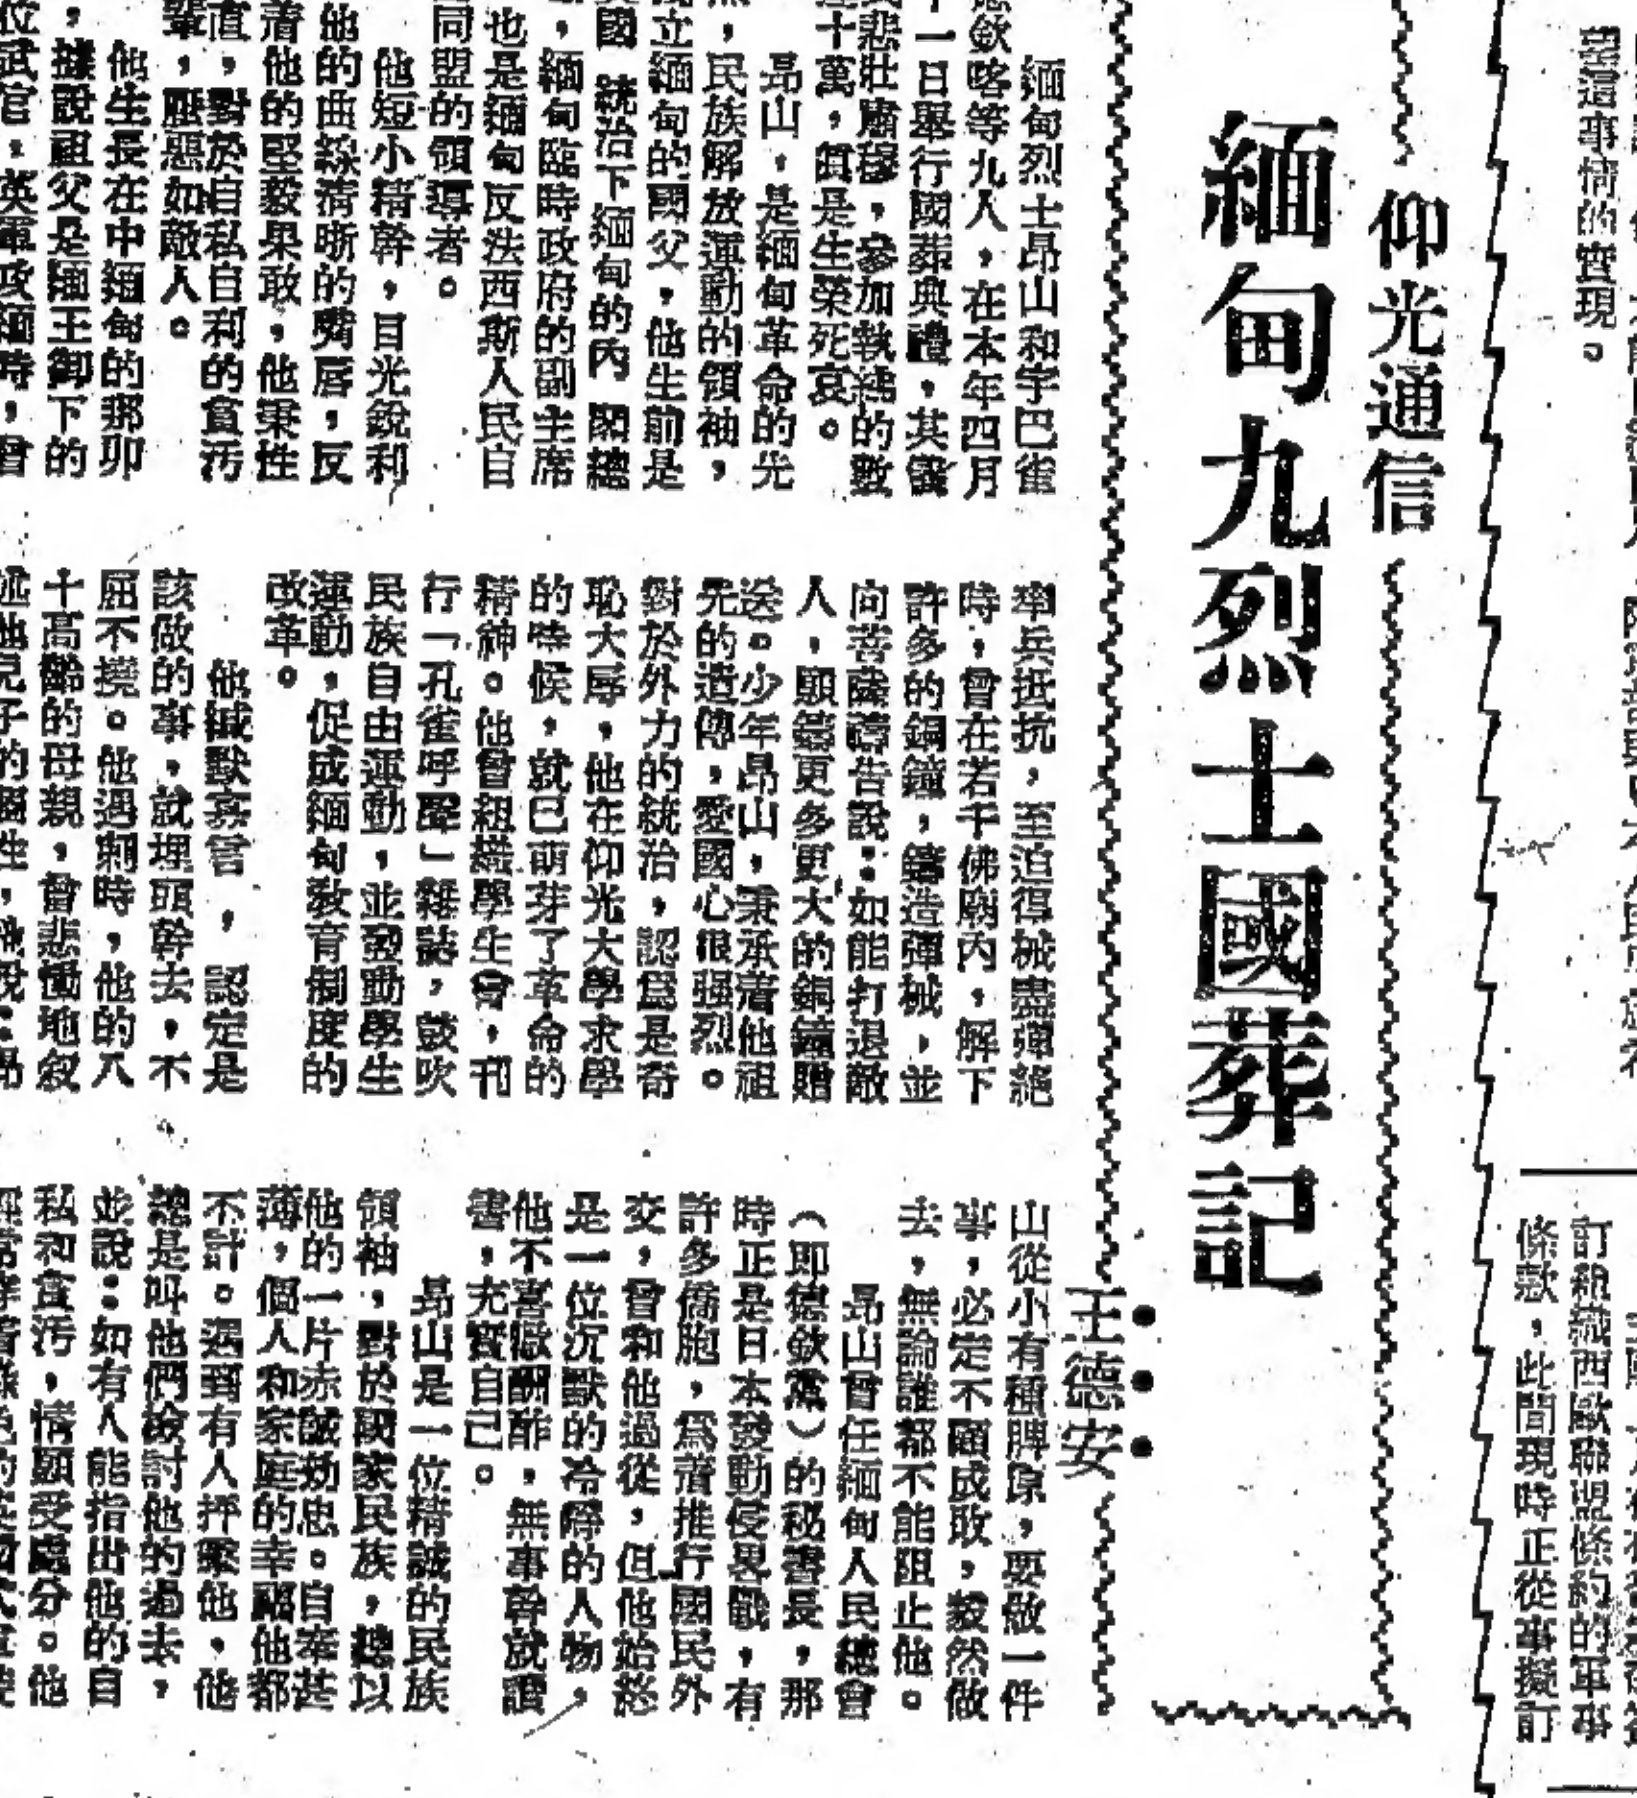 望這事情的實現。
訂組織西歐聯盟條約的軍事
條款，此間現時正從事擬訂
仰光通信
緬甸九烈士國葬記
王德安
緬甸烈士昂山和宇巴雀
欽喀等九人，在本年四月
十一日舉行國葬典禮，其儀
悲壯肅穆，參加執紼的數
十萬，眞是生榮死哀。
昂山，是緬甸革命的光
，民族解放運動的領袖，
立緬甸的國父，他生前是
國統治下緬甸的內閣總
，緬甸臨時政府的副主席
也是緬甸反法西斯人民自
同盟的領導者。
他短小精幹，目光銳利
他的曲線清晰的嘴唇，反
着他的堅毅果敢，他秉性
直，對於自私自利的貪污
輩，壓惡如敵人。
他生長在中緬甸的那卯
，據說祖父是緬王御下的
位武官，英軍攻緬時，曾
率兵抵抗，至迫得械盡彈絕
時，曾在若干佛廟內，解下
許多的銅鐘，鑄造彈械，並
向菩薩禱告說：如能打退敵
人，願鑄更多更大的銅鐘贈
送。少年昂山，秉承着他祖
先的遺傳，愛國心很强烈。
對於外力的統治，認爲是奇
恥大辱，他在仰光大學求學
的時候，就已萌芽了革命的
精神。他曾組織學生會，刊
行「孔雀呼聲」雜誌，鼓吹
民族自由運動，並發動學生
運動，促成緬甸教育制度的
改革。
他緘默寡言，認定是
該做的事，就埋頭幹去，不
屈不撓。他遇刺時，他的八
十高齡的母親，曾悲慟地敍
述他兒子的個性，她說：昂
山從小有種脾氣，要做一件
事，必定不顧成敗，毅然做
去，無論誰都不能阻止他。
昂山曾任緬甸人民總會
（即德欽黨）的秘書長，那
時正是日本發動侵畧戰，有
許多僑胞，爲着推行國民外
交，曾和他過從，但他始終
是一位沉默的冷靜的人物，
他不喜歡酬酢，無事幹就讀
書，充實自己。
昂山是一位精誠的民族
領袖，對於國家民族，總以
他的一片赤誠効忠。自奉甚
薄，個人和家庭的幸福他都
不計。遇到有人抨擊他，他
總是叫他們檢討他的過去，
並說：如有人能指出他的自
私和貪污，情願受處分。他